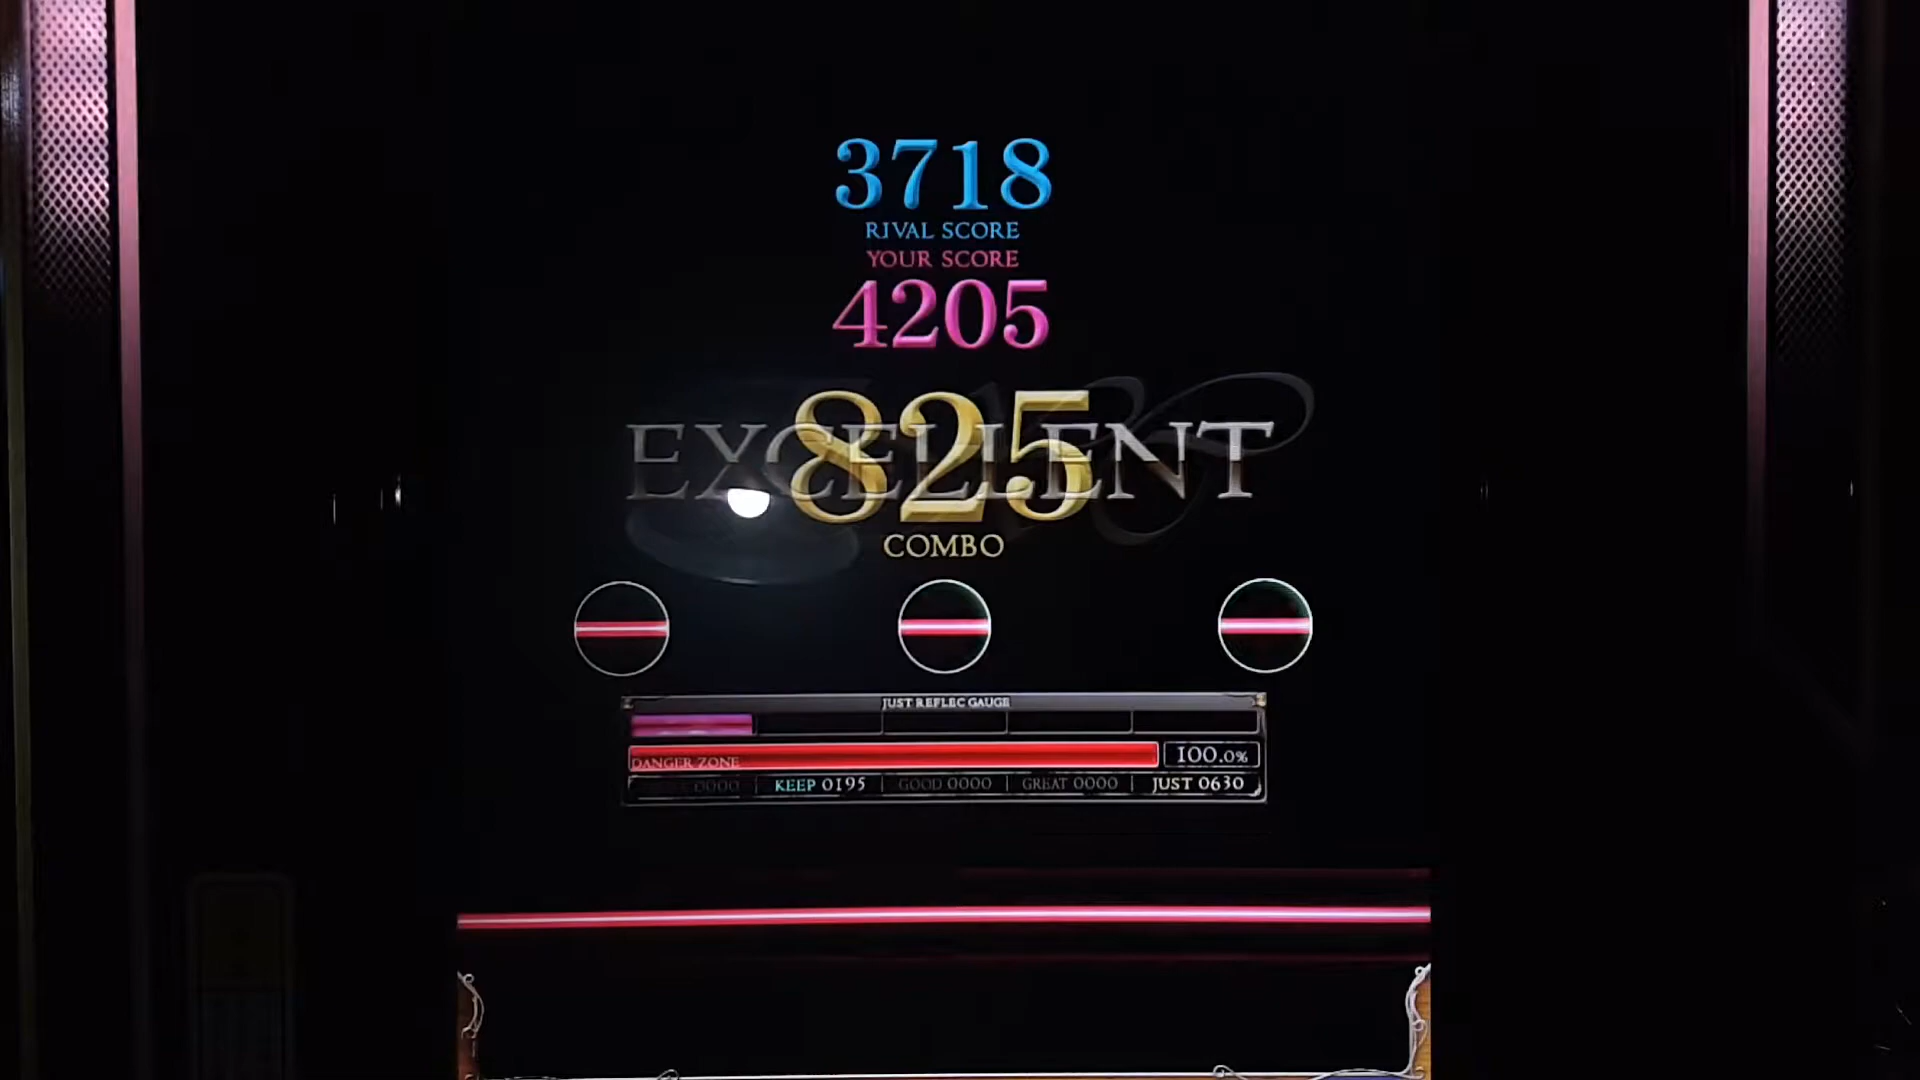 3718
RIVAL SCORE
YOUR SCORE
4205
EXCELLENT
825
COMBO
JUST REFLEC GAUGE
DANGER ZONE
100.0%
0000 KEEP 0195 GOOD 0000 GREAT 0000 JUST 0630